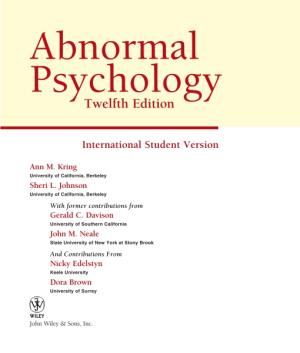 Abnormal
Psychology
Twelfth Edition
International Student Version
Ann M. Kring
University of California, Berkeley
Sheri L. Johnson
University of California, Berkeley
With former contributions from
Gerald C. Davison
University of Southern California
John M. Neale
State University of New York at Stony Brook
And Contributions From
Nicky Edelstyn
Keele University
Dora Brown
University of Surrey
WILEY
John Wiley & Sons, Inc.